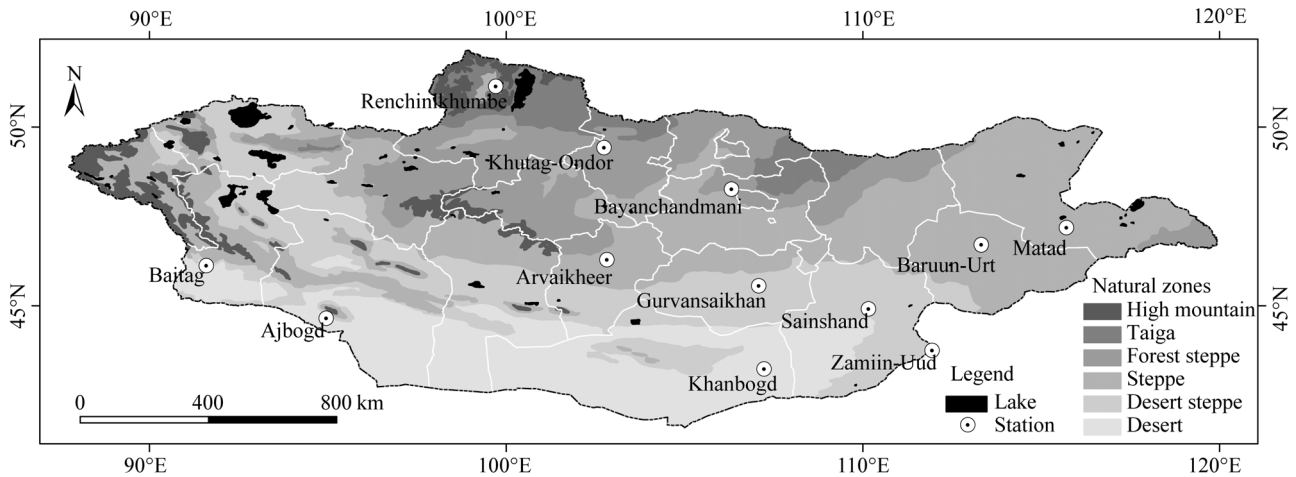 90°E 100°E 110°E 120°E
N
50°N
50°N
45°N
45°N
Renchinlkhumbe
Khutag-Ondor
Bayanchandmani
Baitag
Arvaikheer
Baruun-Urt
Matad
Gurvansaikhan
Ajbogd
Sainshand
Zamiin-Uud
Khanbogd
Natural zones
High mountain
Taiga
Forest steppe
Steppe
Desert steppe
Desert
Legend
Lake
Station
0 400 800 km
90°E 100°E 110°E 120°E